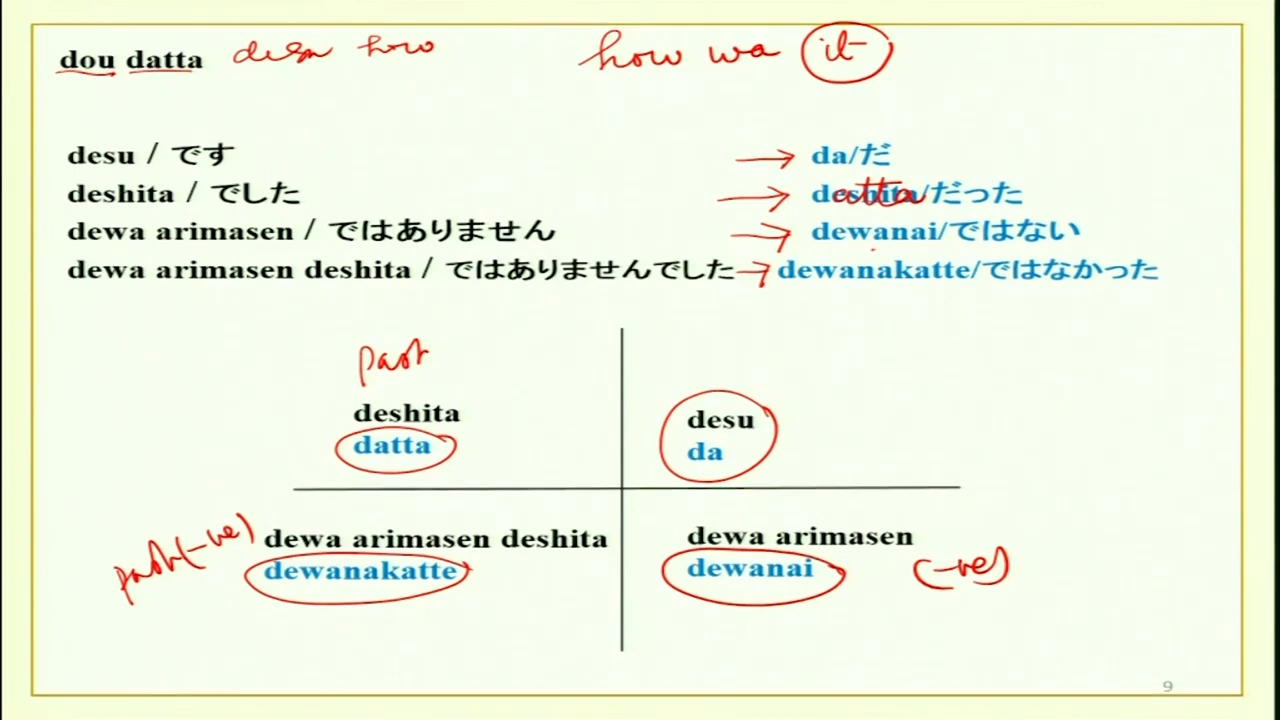 dou datta desu how how wa it
desu / です → da/だ
deshita / でした → deshita/だった atta
dewa arimasen / ではありません → dewanai/ではない
dewa arimasen deshita / ではありませんでした → dewanakatte/ではなかった
past
deshita desu
datta da
past(-ve) dewa arimasen deshita dewa arimasen
dewanakatte dewanai (-ve)
9